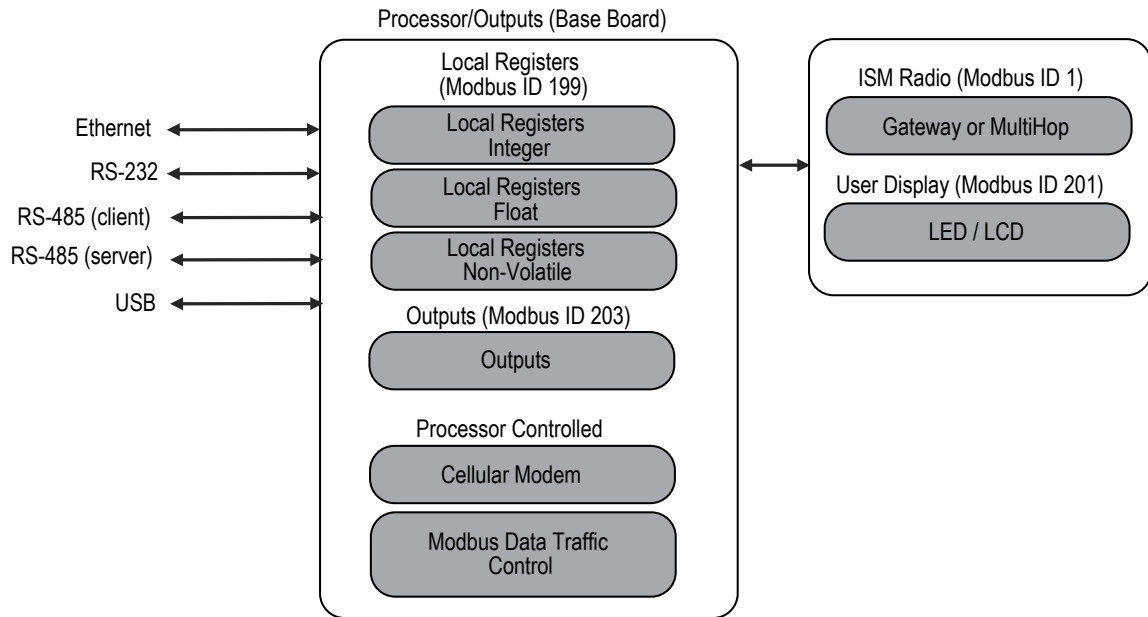 Processor/Outputs (Base Board)
Local Registers
(Modbus ID 199)
Local Registers
Integer
Local Registers
Float
Local Registers
Non-Volatile
Outputs (Modbus ID 203)
Outputs
Processor Controlled
Cellular Modem
Modbus Data Traffic
Control
Ethernet
RS-232
RS-485 (client)
RS-485 (server)
USB
ISM Radio (Modbus ID 1)
Gateway or MultiHop
User Display (Modbus ID 201)
LED / LCD